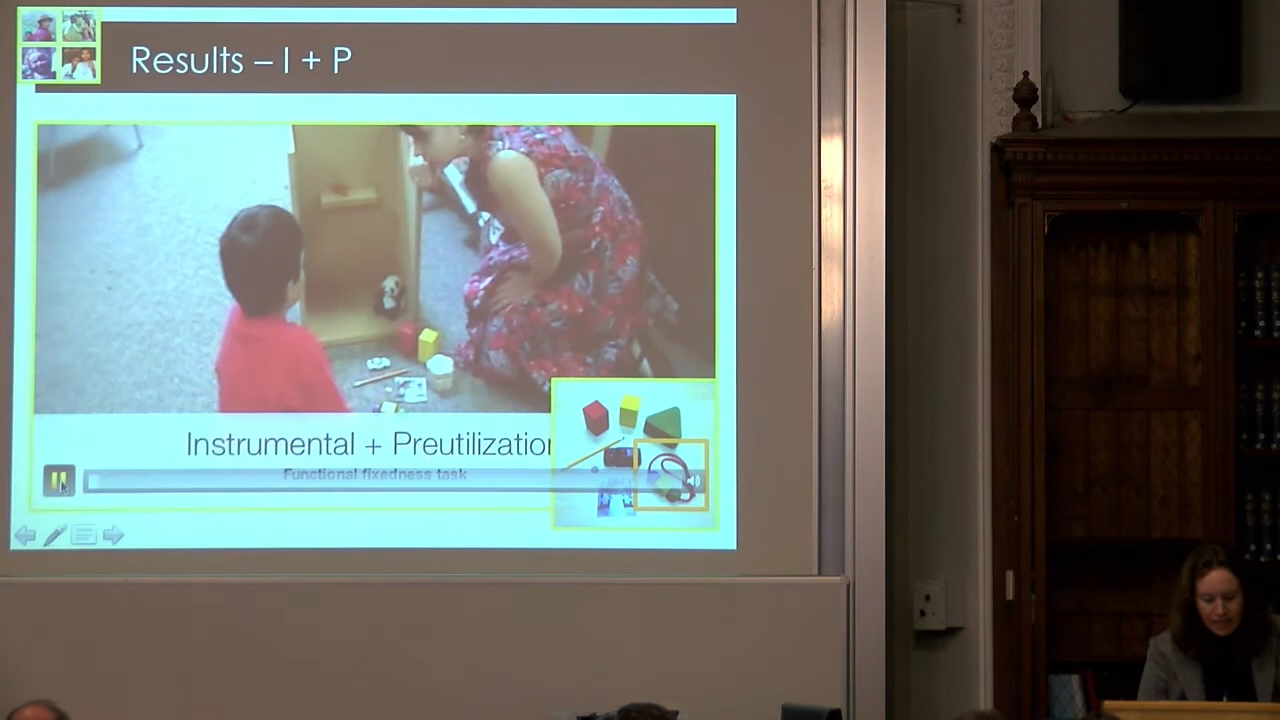 Results – I + P
Instrumental + Preutilization
Functional fixedness task